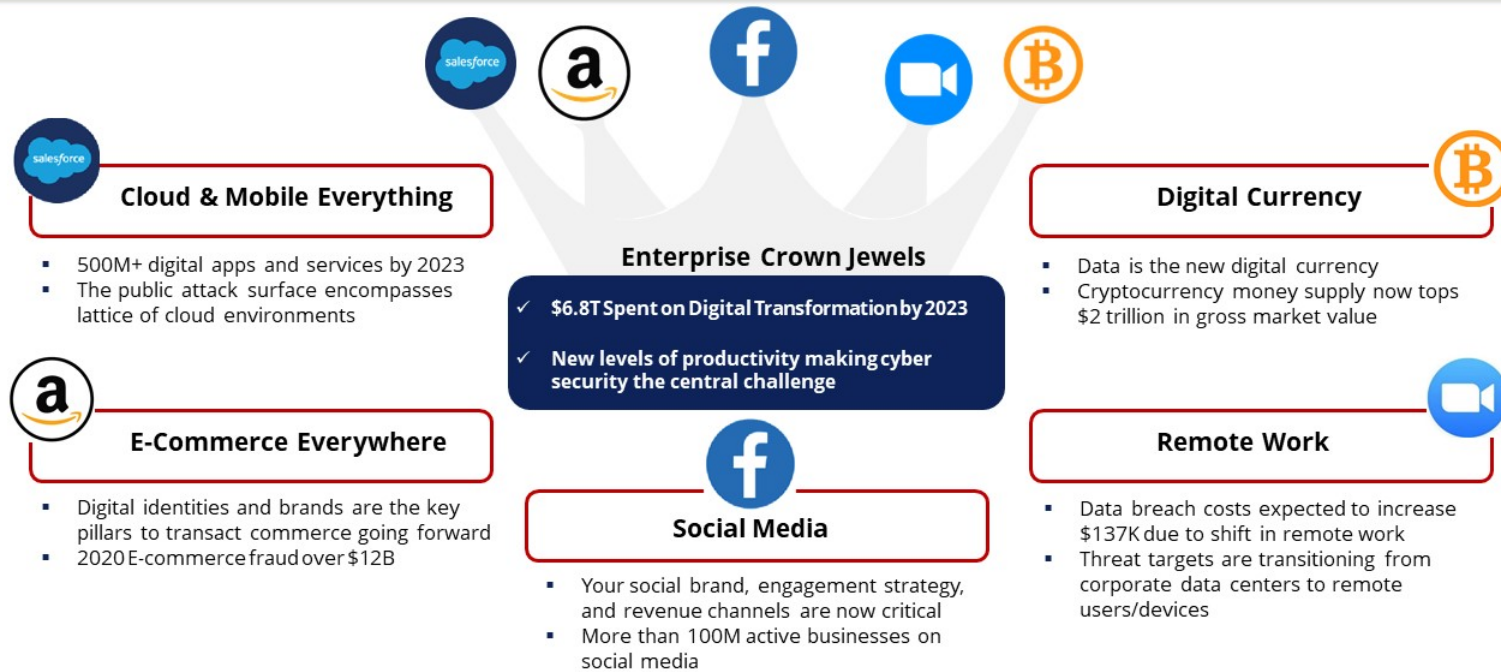 salesforce
a
f
B
salesforce
Cloud & Mobile Everything
500M+ digital apps and services by 2023
The public attack surface encompasses
lattice of cloud environments
a
E-Commerce Everywhere
Digital identities and brands are the key
pillars to transact commerce going forward
2020 E-commerce fraud over $12B
Enterprise Crown Jewels
✓ $6.8T Spent on Digital Transformation by 2023
✓ New levels of productivity making cyber
security the central challenge
f
Social Media
Your social brand, engagement strategy,
and revenue channels are now critical
More than 100M active businesses on
social media
B
Digital Currency
Data is the new digital currency
Cryptocurrency money supply now tops
$2 trillion in gross market value
Remote Work
Data breach costs expected to increase
$137K due to shift in remote work
Threat targets are transitioning from
corporate data centers to remote
users/devices